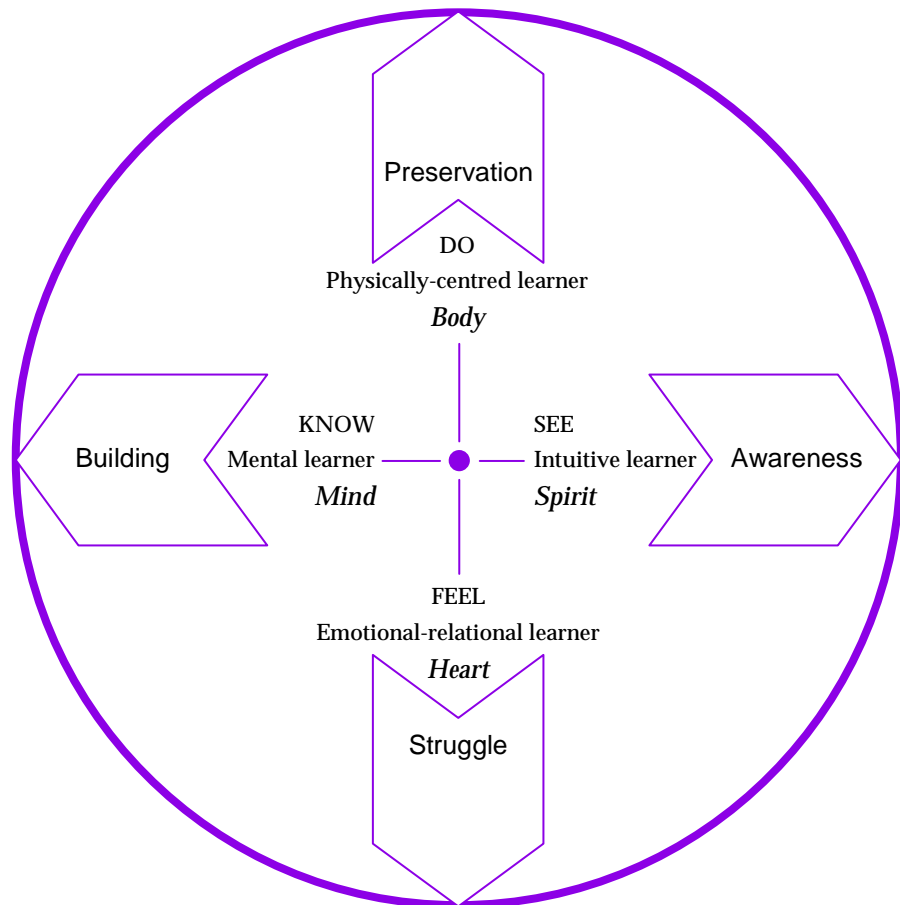 Preservation
DO
Physically-centred learner
Body
Building
KNOW
Mental learner
Mind
SEE
Intuitive learner
Spirit
Awareness
FEEL
Emotional-relational learner
Heart
Struggle